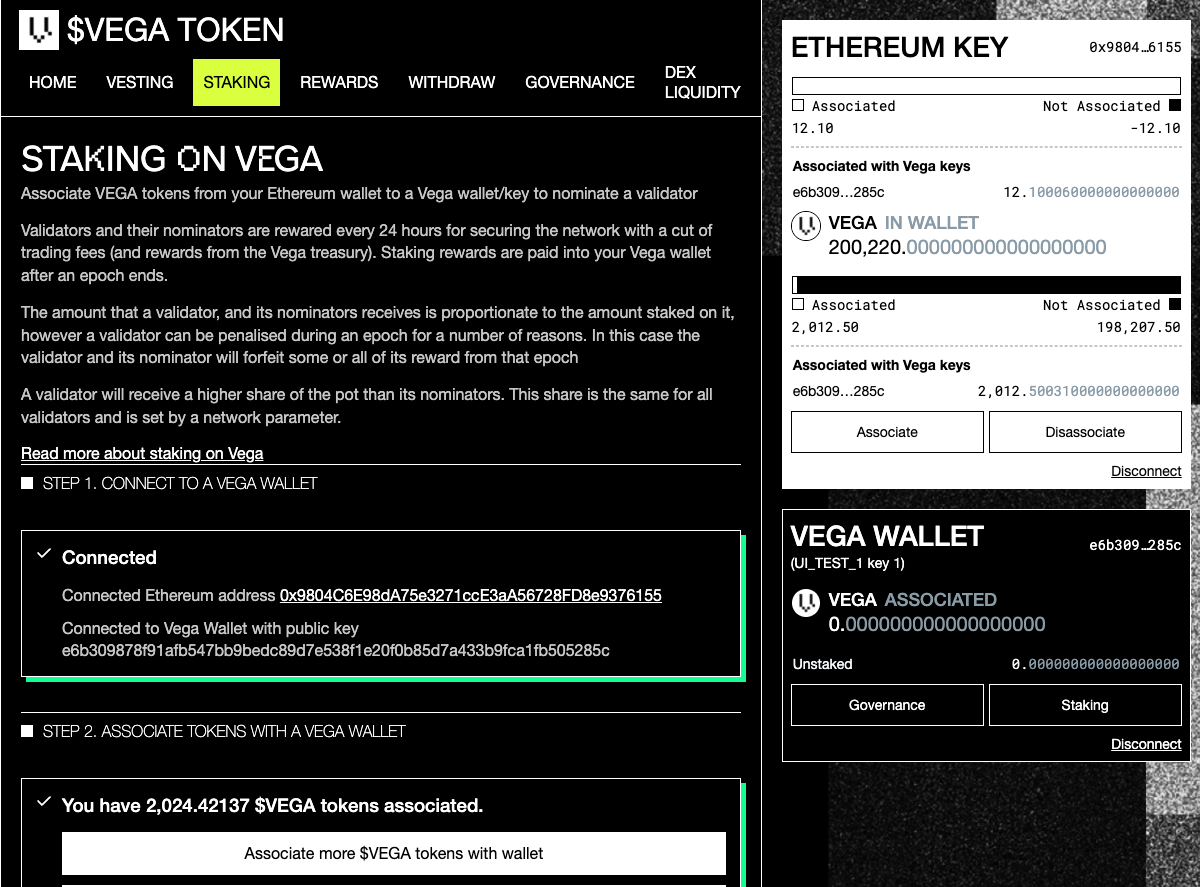 $VEGA TOKEN
HOME
VESTING
STAKING
REWARDS
WITHDRAW
GOVERNANCE
DEX
LIQUIDITY
STAKING ON VEGA
Associate VEGA tokens from your Ethereum wallet to a Vega wallet/key to nominate a validator
Validators and their nominators are rewared every 24 hours for securing the network with a cut of
trading fees (and rewards from the Vega treasury). Staking rewards are paid into your Vega wallet
after an epoch ends.
The amount that a validator, and its nominators receives is proportionate to the amount staked on it,
however a validator can be penalised during an epoch for a number of reasons. In this case the
validator and its nominator will forfeit some or all of its reward from that epoch
A validator will receive a higher share of the pot than its nominators. This share is the same for all
validators and is set by a network parameter.
Read more about staking on Vega
STEP 1. CONNECT TO A VEGA WALLET
Connected
Connected Ethereum address 0x9804C6E98dA75e3271ccE3aA56728FD8e9376155
Connected to Vega Wallet with public key
e6b309878f91afb547bb9bedc89d7e538f1e20f0b85d7a433b9fca1fb505285c
STEP 2. ASSOCIATE TOKENS WITH A VEGA WALLET
You have 2,024.42137 $VEGA tokens associated.
Associate more $VEGA tokens with wallet
ETHEREUM KEY
0x9804…6155
Associated
Not Associated
12.10
-12.10
Associated with Vega keys
e6b309…285c
12.100060000000000000
VEGA IN WALLET
200,220.000000000000000000
Associated
Not Associated
2,012.50
198,207.50
Associated with Vega keys
e6b309…285c
2,012.500310000000000000
Associate
Disassociate
Disconnect
VEGA WALLET
e6b309…285c
(UI_TEST_1 key 1)
VEGA ASSOCIATED
0.000000000000000000
Unstaked
0.000000000000000000
Governance
Staking
Disconnect